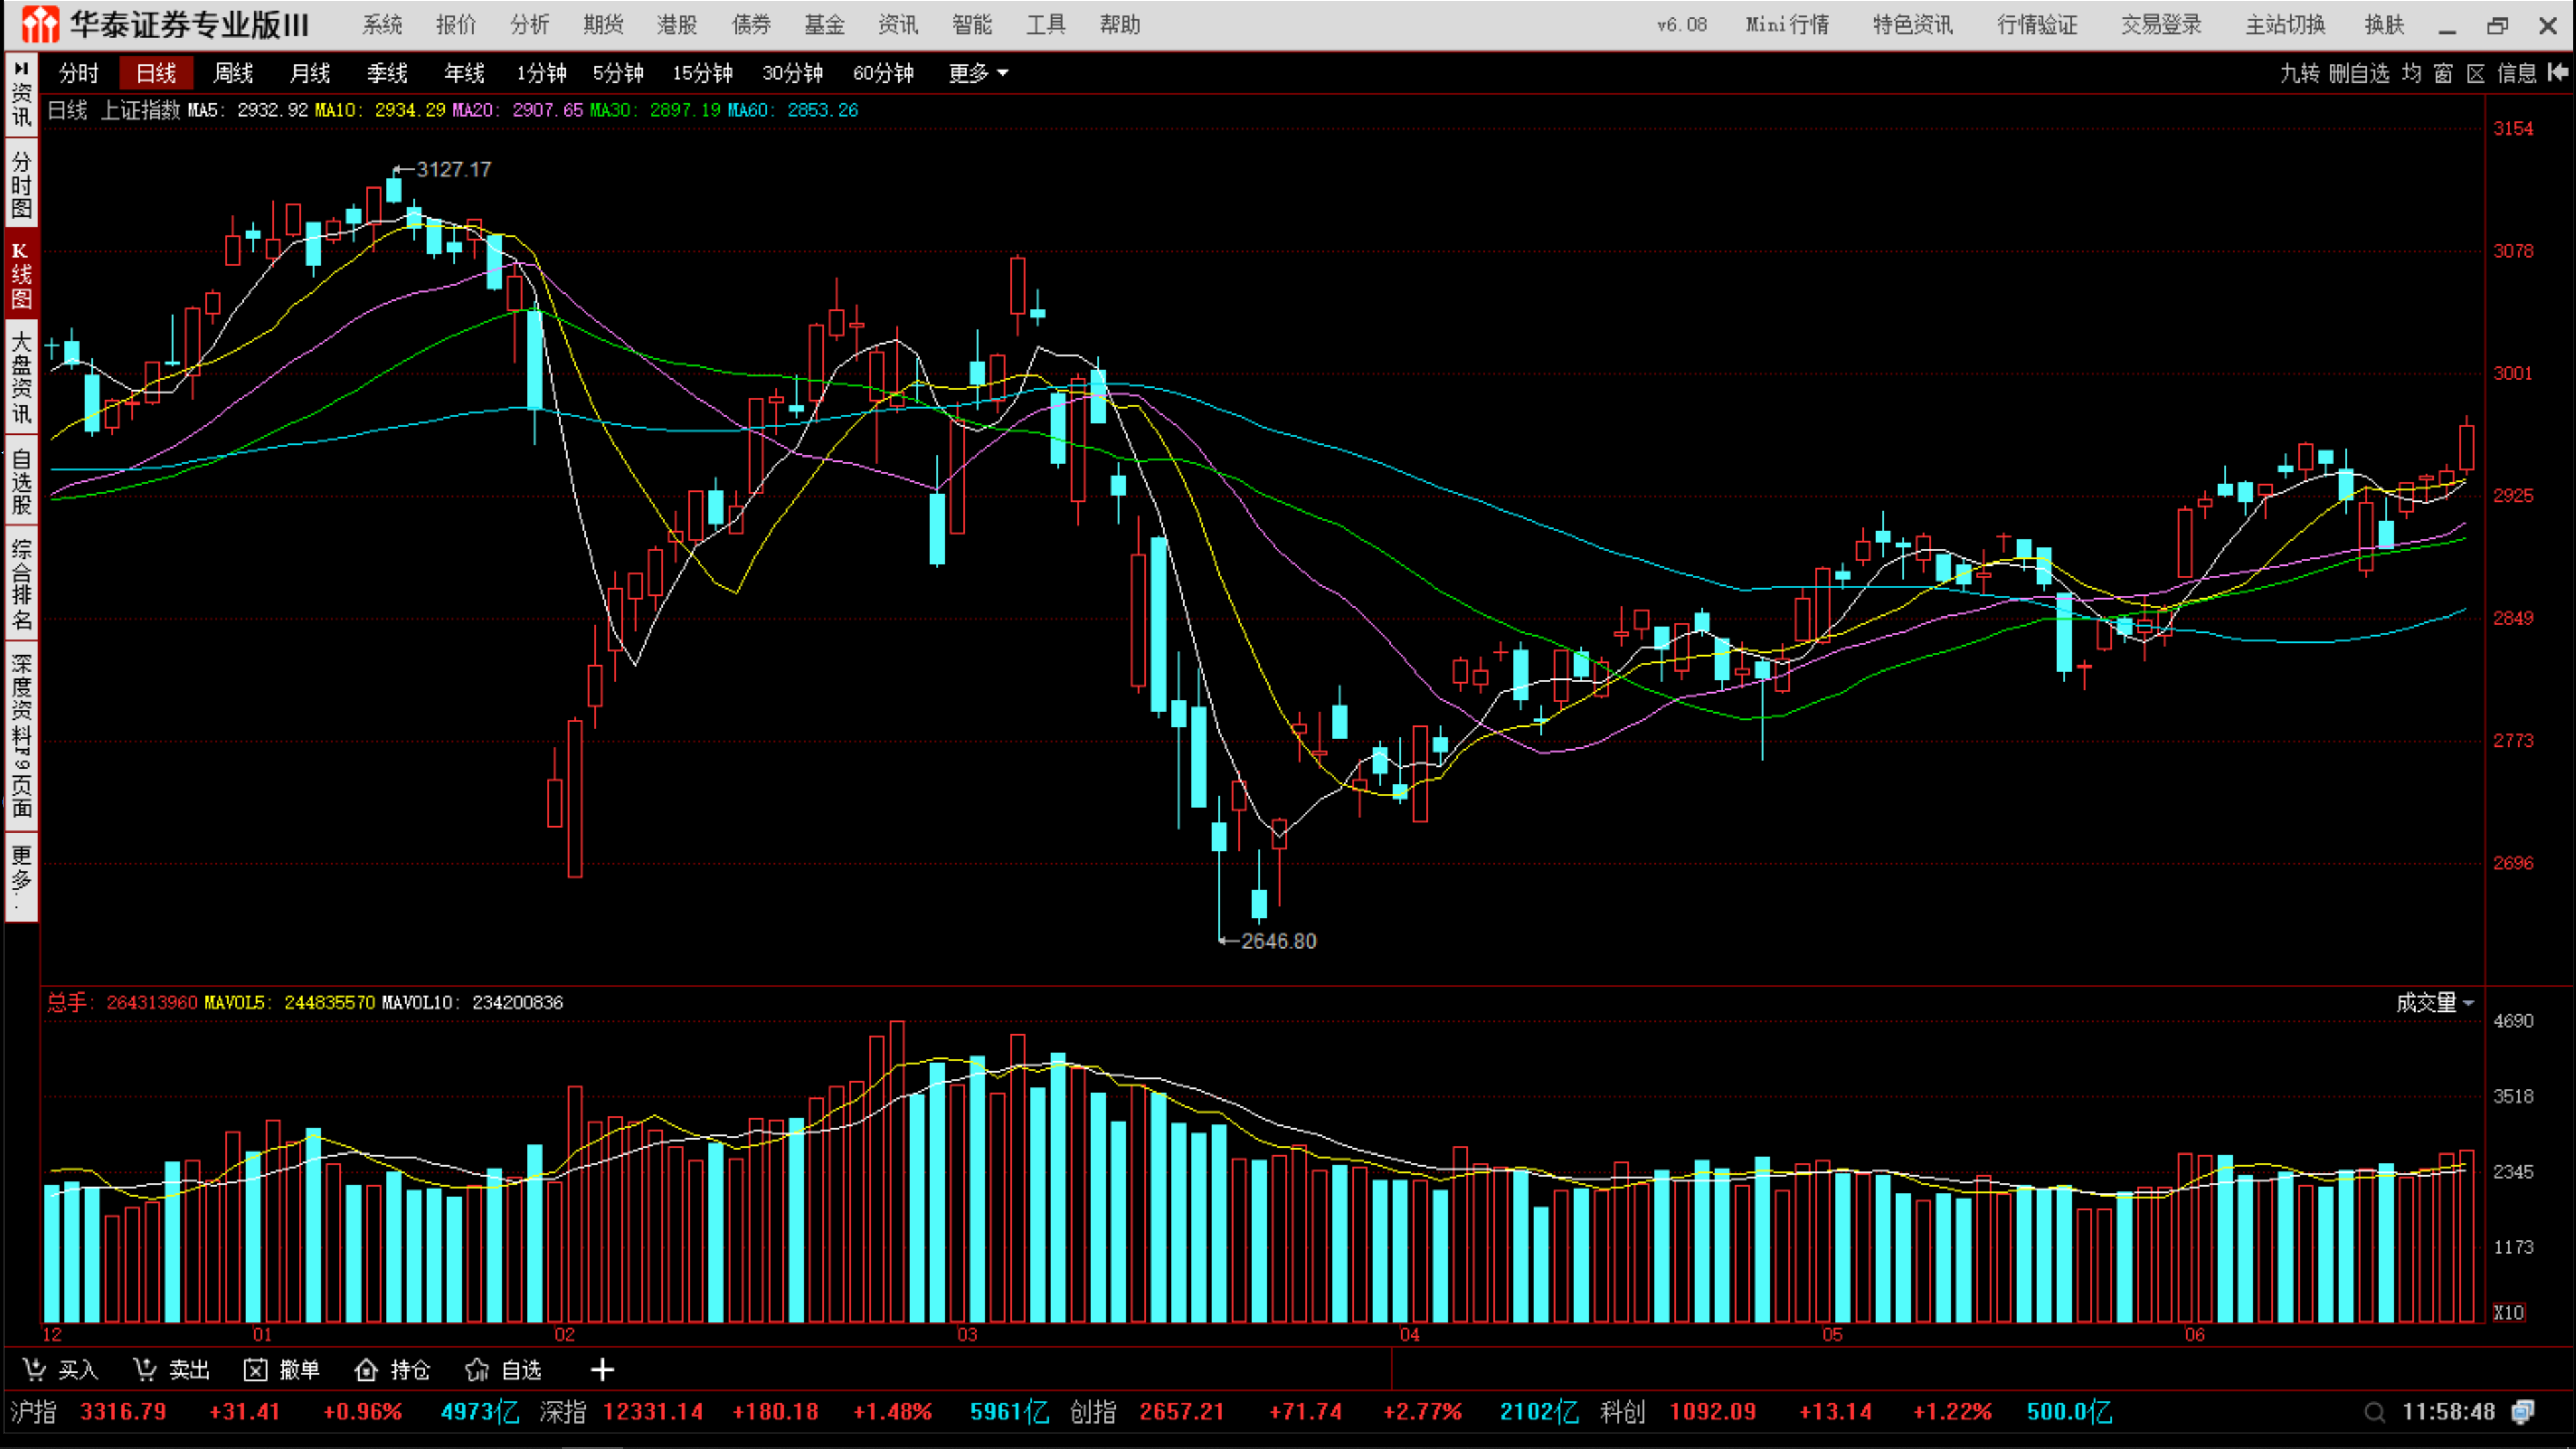 华泰证券专业版III 系统 报价 分析 期货 港股 债券 基金 资讯 智能 工具 帮助 v6.08 Mini行情 特色资讯 行情验证 交易登录 主站切换 换肤
分时 日线 周线 月线 季线 年线 1分钟 5分钟 15分钟 30分钟 60分钟 更多 九转 删自选 均 窗 区 信息
日线 上证指数 MA5: 2932.92 MA10: 2934.29 MA20: 2907.65 MA30: 2897.19 MA60: 2853.26
资讯
分时图
K线图
大盘资讯
自选股
综合排名
深度资料F9页面
更多..
3127.17
2646.80
3154
3078
3001
2925
2849
2773
2696
总手: 264313960 MAVOL5: 244835570 MAVOL10: 234200836 成交量
4690
3518
2345
1173
X10
12 01 02 03 04 05 06
买入 卖出 撤单 持仓 自选
沪指 3316.79 +31.41 +0.96% 4973亿 深指 12331.14 +180.18 +1.48% 5961亿 创指 2657.21 +71.74 +2.77% 2102亿 科创 1092.09 +13.14 +1.22% 500.0亿 11:58:48